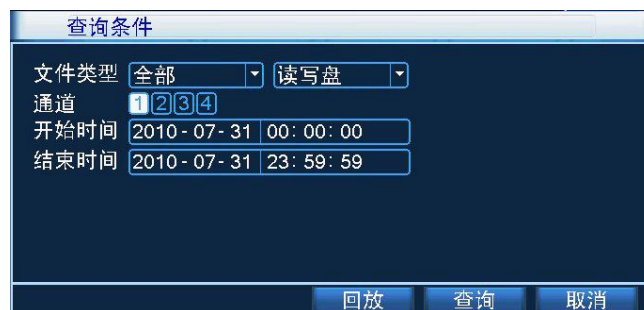 查询条件
文件类型 全部 读写盘
通道 1 2 3 4
开始时间 2010-07-31 00:00:00
结束时间 2010-07-31 23:59:59
回放 查询 取消